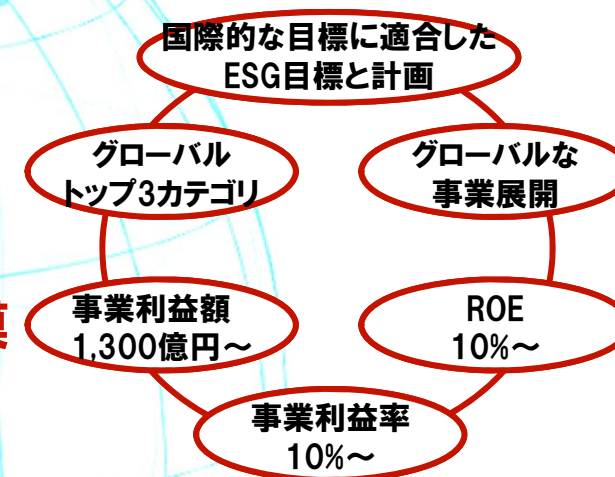 国際的な目標に適合した
ESG目標と計画
グローバル
トップ3カテゴリ
グローバルな
事業展開
事業利益額
1,300億円～
ROE
10%～
事業利益率
10%～